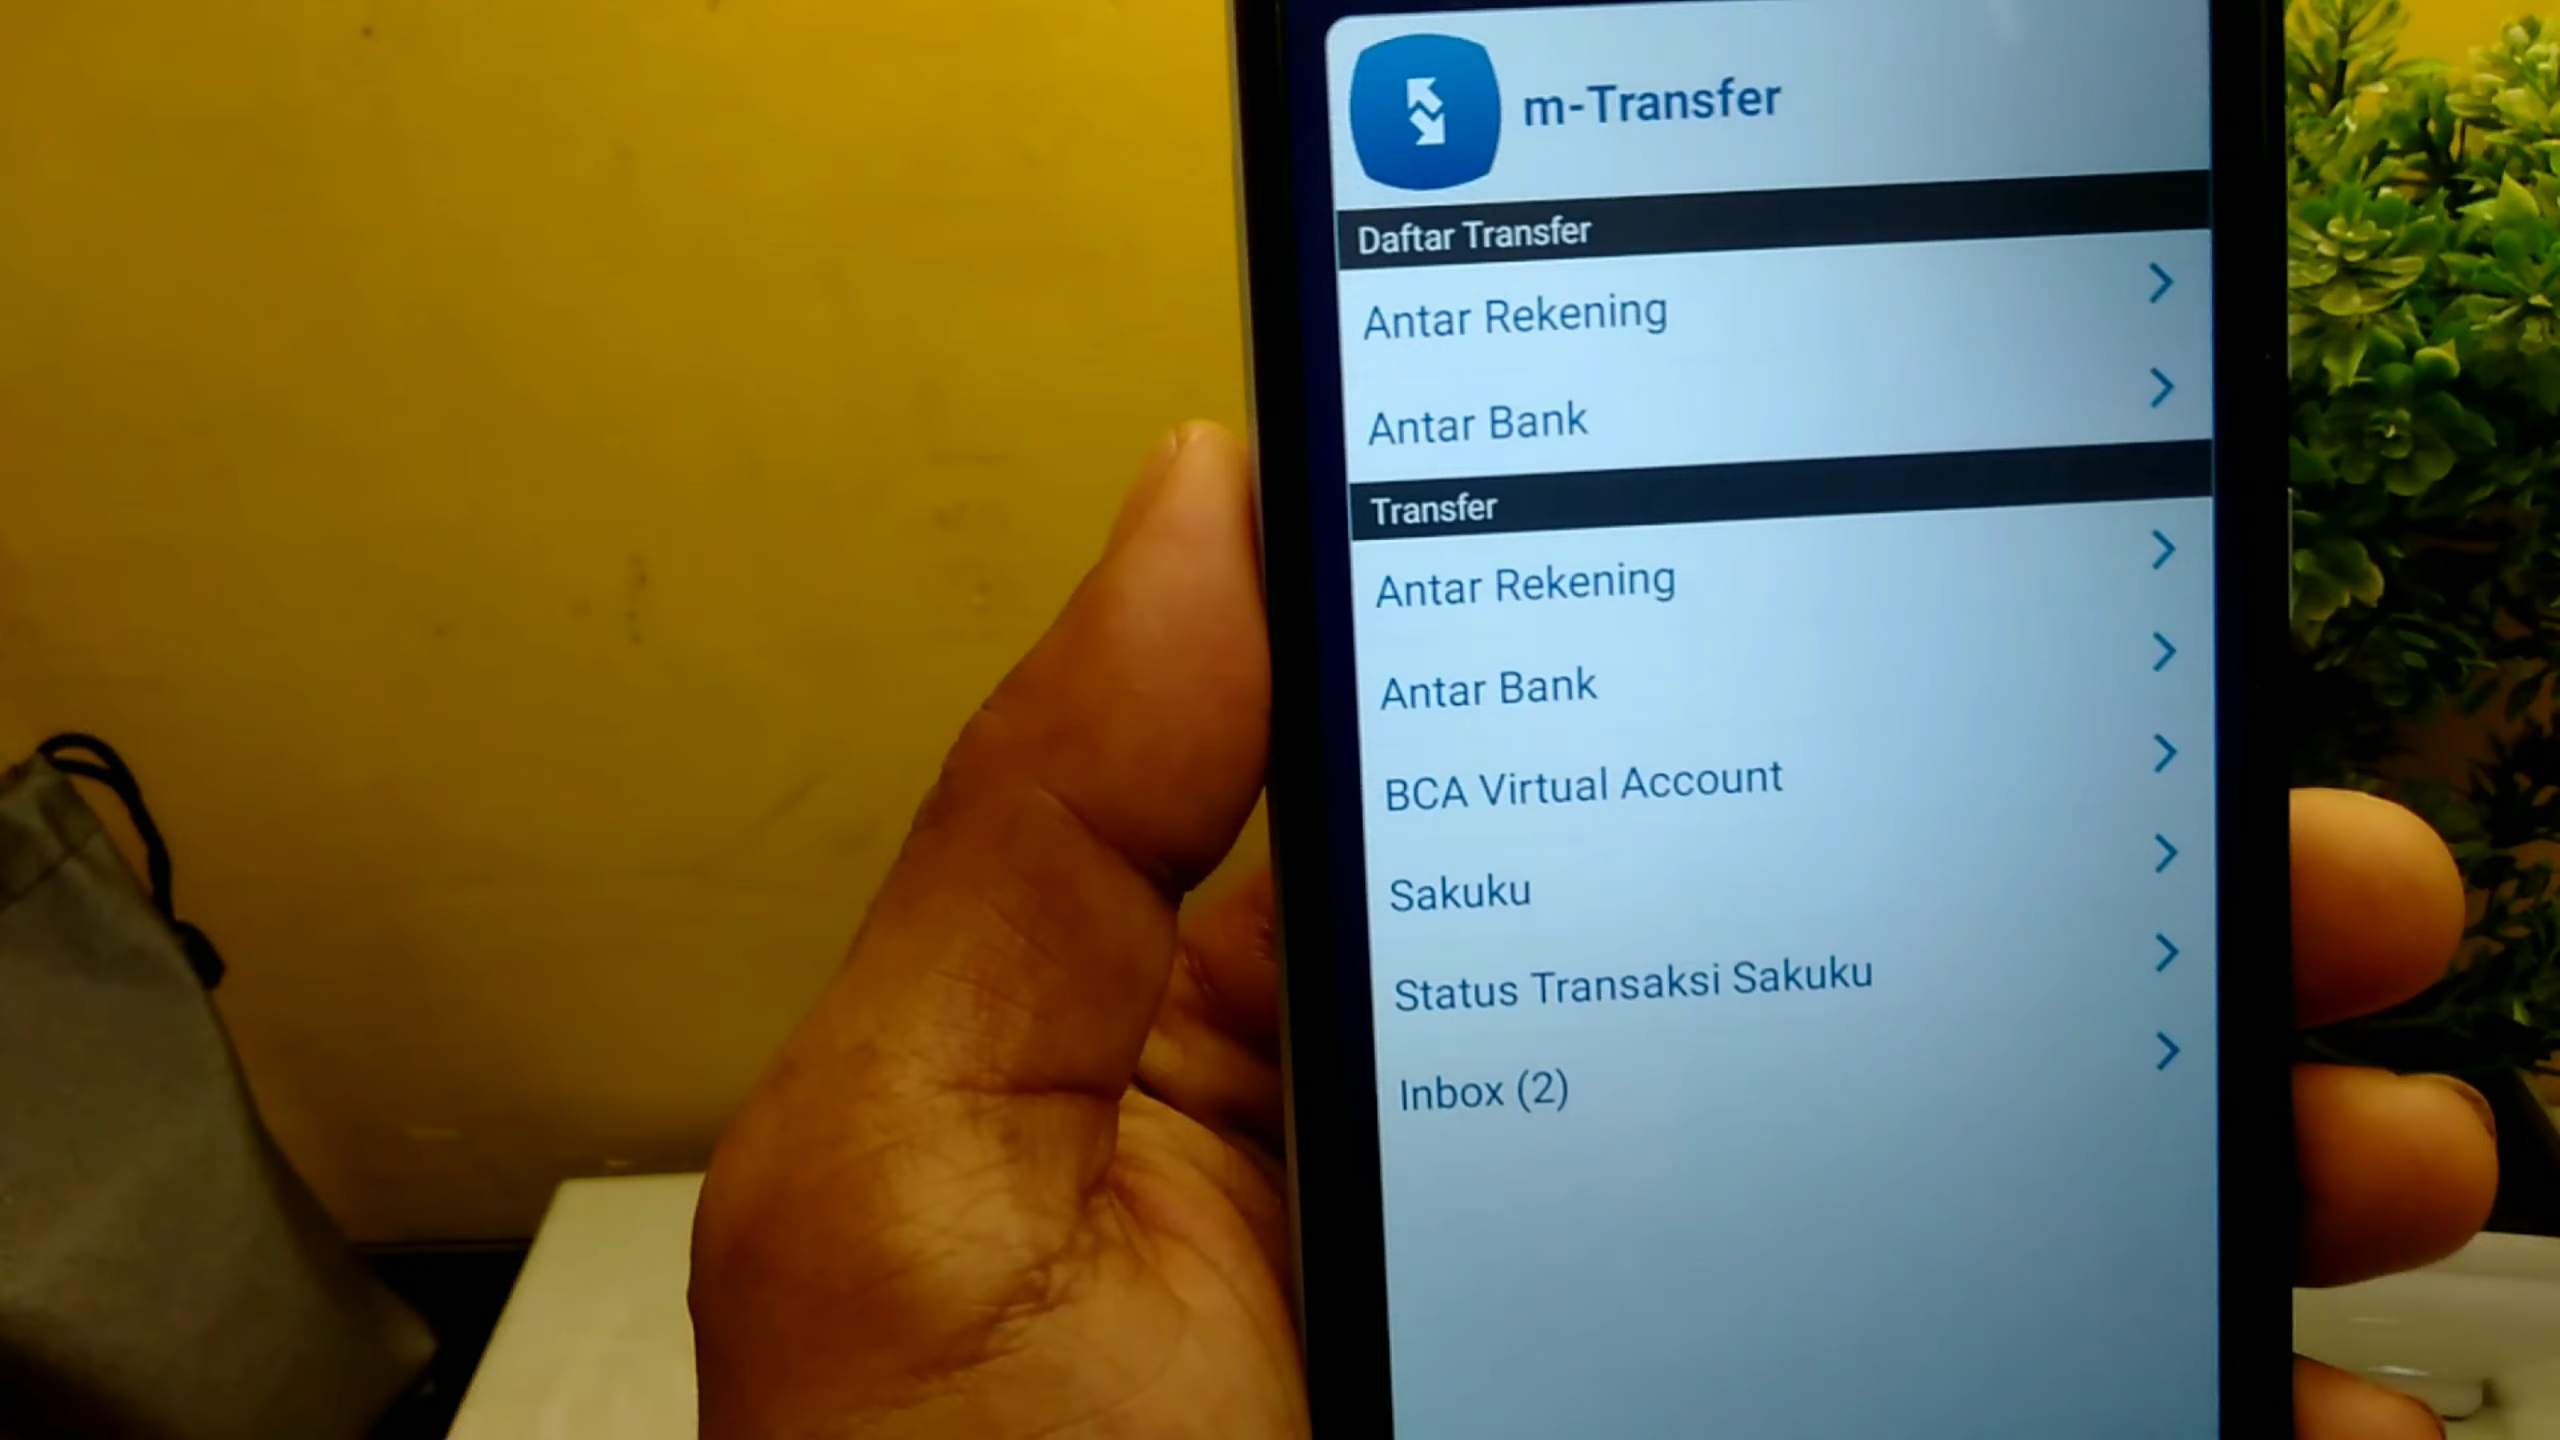 m-Transfer
Daftar Transfer
Antar Rekening
Antar Bank
Transfer
Antar Rekening
Antar Bank
BCA Virtual Account
Sakuku
Status Transaksi Sakuku
Inbox (2)